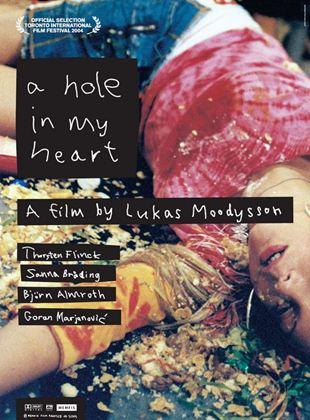 OFFICIAL SELECTION
TORONTO INTERNATIONAL
FILM FESTIVAL 2004
a hole
in my
heart
A film by Lukas Moodysson
Thorsten Flinck
Sanna Bråding
Björn Almroth
Goran Marjanović
MEMFIS